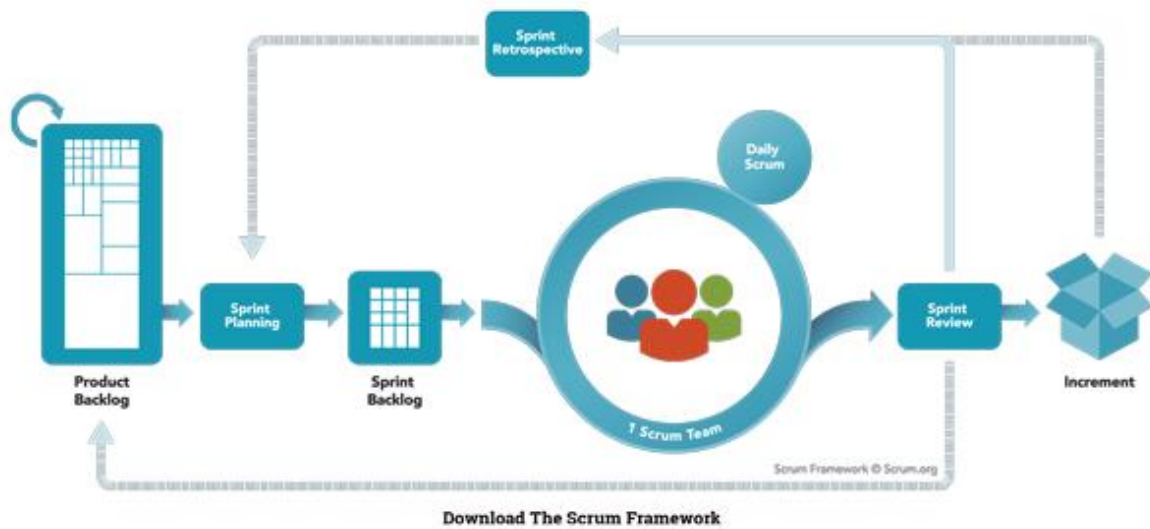 Sprint
Retrospective
Daily
Scrum
Sprint
Planning
Sprint
Review
Product
Backlog
Sprint
Backlog
Increment
1 Scrum Team
Scrum Framework © Scrum.org
Download The Scrum Framework